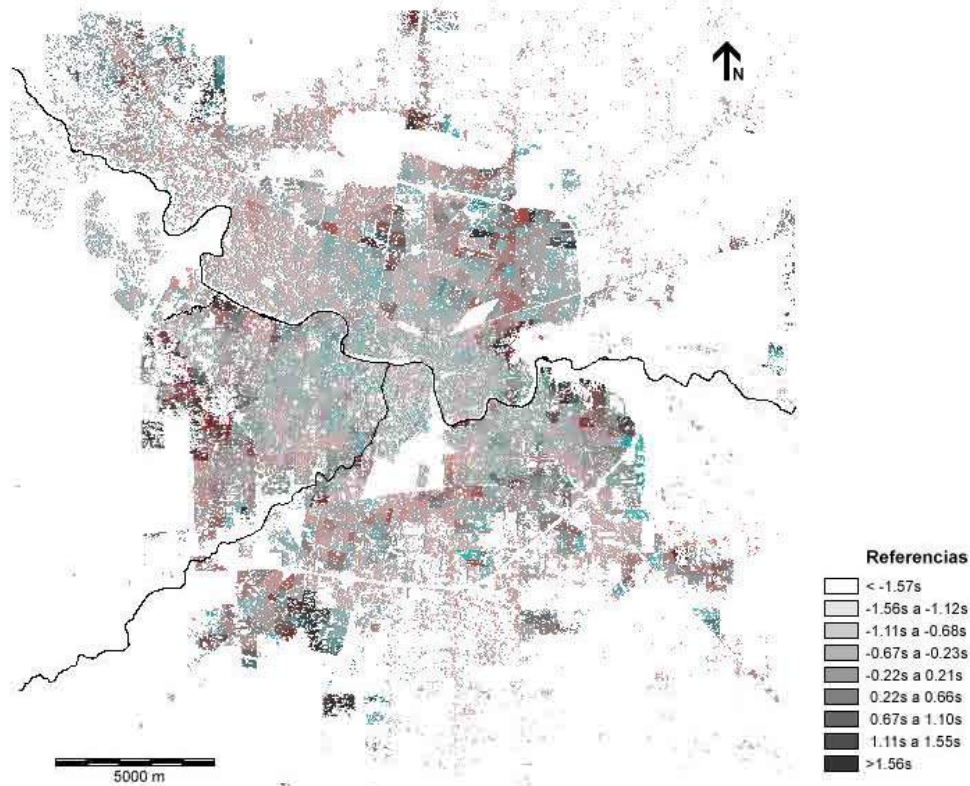 N
Referencias
< -1.57s
-1.56s a -1.12s
-1.11s a -0.68s
-0.67s a -0.23s
-0.22s a 0.21s
0.22s a 0.66s
0.67s a 1.10s
1.11s a 1.55s
>1.56s
5000 m